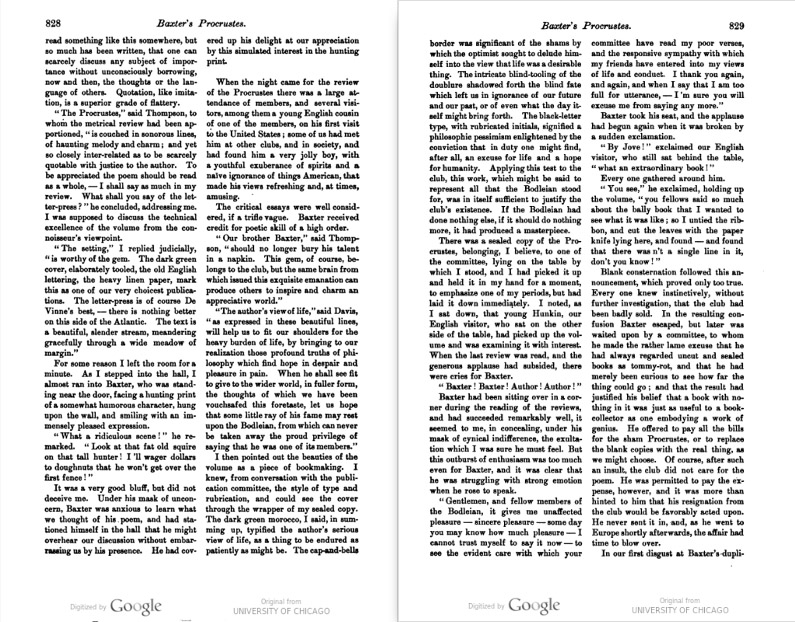 828
Baxter's Procrustes.
read something like this somewhere, but
so much has been written, that one can
scarcely discuss any subject of impor-
tance without unconsciously borrowing,
now and then, the thoughts or the lan-
guage of others. Quotation, like imita-
tion, is a superior grade of flattery.
"The Procrustes," said Thompson, to
whom the metrical review had been ap-
portioned, "is couched in sonorous lines,
of haunting melody and charm; and yet
so closely inter-related as to be scarcely
quotable with justice to the author. To
be appreciated the poem should be read
as a whole, — I shall say as much in my
review. What shall you say of the let-
ter-press?" he concluded, addressing me.
I was supposed to discuss the technical
excellence of the volume from the con-
noisseur's viewpoint.
"The setting," I replied judicially,
"is worthy of the gem. The dark green
cover, elaborately tooled, the old English
lettering, the heavy linen paper, mark
this as one of our very choicest publica-
tions. The letter-press is of course De
Vinne's best, — there is nothing better
on this side of the Atlantic. The text is
a beautiful, slender stream, meandering
gracefully through a wide meadow of
margin."
For some reason I left the room for a
minute. As I stepped into the hall, I
almost ran into Baxter, who was stand-
ing near the door, facing a hunting print
of a somewhat humorous character, hung
upon the wall, and smiling with an im-
mensely pleased expression.
"What a ridiculous scene!" he re-
marked. "Look at that fat old squire
on that tall hunter! I'll wager dollars
to doughnuts that he won't get over the
first fence!"
It was a very good bluff, but did not
deceive me. Under his mask of uncon-
cern, Baxter was anxious to learn what
we thought of his poem, and had sta-
tioned himself in the hall that he might
overhear our discussion without embar-
rassing us by his presence. He had cov-
ered up his delight at our appreciation
by this simulated interest in the hunting
print.
When the night came for the review
of the Procrustes there was a large at-
tendance of members, and several visi-
tors, among them a young English cousin
of one of the members, on his first visit
to the United States; some of us had met
him at other clubs, and in society, and
had found him a very jolly boy, with
a youthful exuberance of spirits and a
naïve ignorance of things American, that
made his views refreshing and, at times,
amusing.
The critical essays were well consid-
ered, if a trifle vague. Baxter received
credit for poetic skill of a high order.
"Our brother Baxter," said Thomp-
son, "should no longer bury his talent
in a napkin. This gem, of course, be-
longs to the club, but the same brain from
which issued this exquisite emanation can
produce others to inspire and charm an
appreciative world."
"The author's view of life," said Davis,
"as expressed in these beautiful lines,
will help us to fit our shoulders for the
heavy burden of life, by bringing to our
realization those profound truths of phi-
losophy which find hope in despair and
pleasure in pain. When he shall see fit
to give to the wider world, in fuller form,
the thoughts of which we have been
vouchsafed this foretaste, let us hope
that some little ray of his fame may rest
upon the Bodleian, from which can never
be taken away the proud privilege of
saying that he was one of its members."
I then pointed out the beauties of the
volume as a piece of bookmaking. I
knew, from conversation with the publi-
cation committee, the style of type and
rubrication, and could see the cover
through the wrapper of my sealed copy.
The dark green morocco, I said, in sum-
ming up, typified the author's serious
view of life, as a thing to be endured as
patiently as might be. The cap-and-bells
Digitized by Google
Original from
UNIVERSITY OF CHICAGO
Baxter's Procrustes.
829
border was significant of the shams by
which the optimist sought to delude him-
self into the view that life was a desirable
thing. The intricate blind-tooling of the
doublure shadowed forth the blind fate
which left us in ignorance of our future
and our past, or of even what the day it-
self might bring forth. The black-letter
type, with rubricated initials, signified a
philosophic pessimism enlightened by the
conviction that in duty one might find,
after all, an excuse for life and a hope
for humanity. Applying this test to the
club, this work, which might be said to
represent all that the Bodleian stood
for, was in itself sufficient to justify the
club's existence. If the Bodleian had
done nothing else, if it should do nothing
more, it had produced a masterpiece.
There was a sealed copy of the Pro-
crustes, belonging, I believe, to one of
the committee, lying on the table by
which I stood, and I had picked it up
and held it in my hand for a moment,
to emphasize one of my periods, but had
laid it down immediately. I noted, as
I sat down, that young Hunkin, our
English visitor, who sat on the other
side of the table, had picked up the vol-
ume and was examining it with interest.
When the last review was read, and the
generous applause had subsided, there
were cries for Baxter.
"Baxter! Baxter! Author! Author!"
Baxter had been sitting over in a cor-
ner during the reading of the reviews,
and had succeeded remarkably well, it
seemed to me, in concealing, under his
mask of cynical indifference, the exulta-
tion which I was sure he must feel. But
this outburst of enthusiasm was too much
even for Baxter, and it was clear that
he was struggling with strong emotion
when he rose to speak.
"Gentlemen, and fellow members of
the Bodleian, it gives me unaffected
pleasure — sincere pleasure — some day
you may know how much pleasure — I
cannot trust myself to say it now — to
see the evident care with which your
committee have read my poor verses,
and the responsive sympathy with which
my friends have entered into my views
of life and conduct. I thank you again,
and again, and when I say that I am too
full for utterance, — I'm sure you will
excuse me from saying any more."
Baxter took his seat, and the applause
had begun again when it was broken by
a sudden exclamation.
"By Jove!" exclaimed our English
visitor, who still sat behind the table,
"what an extraordinary book!"
Every one gathered around him.
"You see," he exclaimed, holding up
the volume, "you fellows said so much
about the bally book that I wanted to
see what it was like; so I untied the rib-
bon, and cut the leaves with the paper
knife lying here, and found — and found
that there was n't a single line in it,
don't you know!"
Blank consternation followed this an-
nouncement, which proved only too true.
Every one knew instinctively, without
further investigation, that the club had
been badly sold. In the resulting con-
fusion Baxter escaped, but later was
waited upon by a committee, to whom
he made the rather lame excuse that he
had always regarded uncut and sealed
books as tommy-rot, and that he had
merely been curious to see how far the
thing could go; and that the result had
justified his belief that a book with no-
thing in it was just as useful to a book-
collector as one embodying a work of
genius. He offered to pay all the bills
for the sham Procrustes, or to replace
the blank copies with the real thing, as
we might choose. Of course, after such
an insult, the club did not care for the
poem. He was permitted to pay the ex-
pense, however, and it was more than
hinted to him that his resignation from
the club would be favorably acted upon.
He never sent it in, and, as he went to
Europe shortly afterwards, the affair had
time to blow over.
In our first disgust at Baxter's dupli-
Digitized by Google
Original from
UNIVERSITY OF CHICAGO